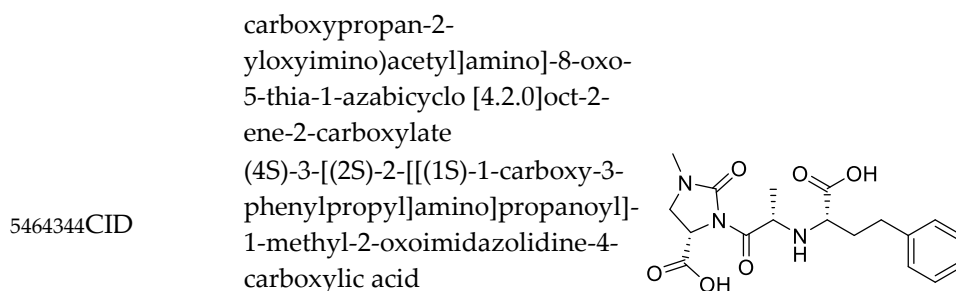 carboxypropan-2-
yloxyimino)acetyl]amino]-8-oxo-
5-thia-1-azabicyclo [4.2.0]oct-2-
ene-2-carboxylate
(4S)-3-[(2S)-2-[[(1S)-1-carboxy-3-
phenylpropyl]amino]propanoyl]-
1-methyl-2-oxoimidazolidine-4-
carboxylic acid
5464344CID
N
O
N
O
OH
O
N
H
O
OH